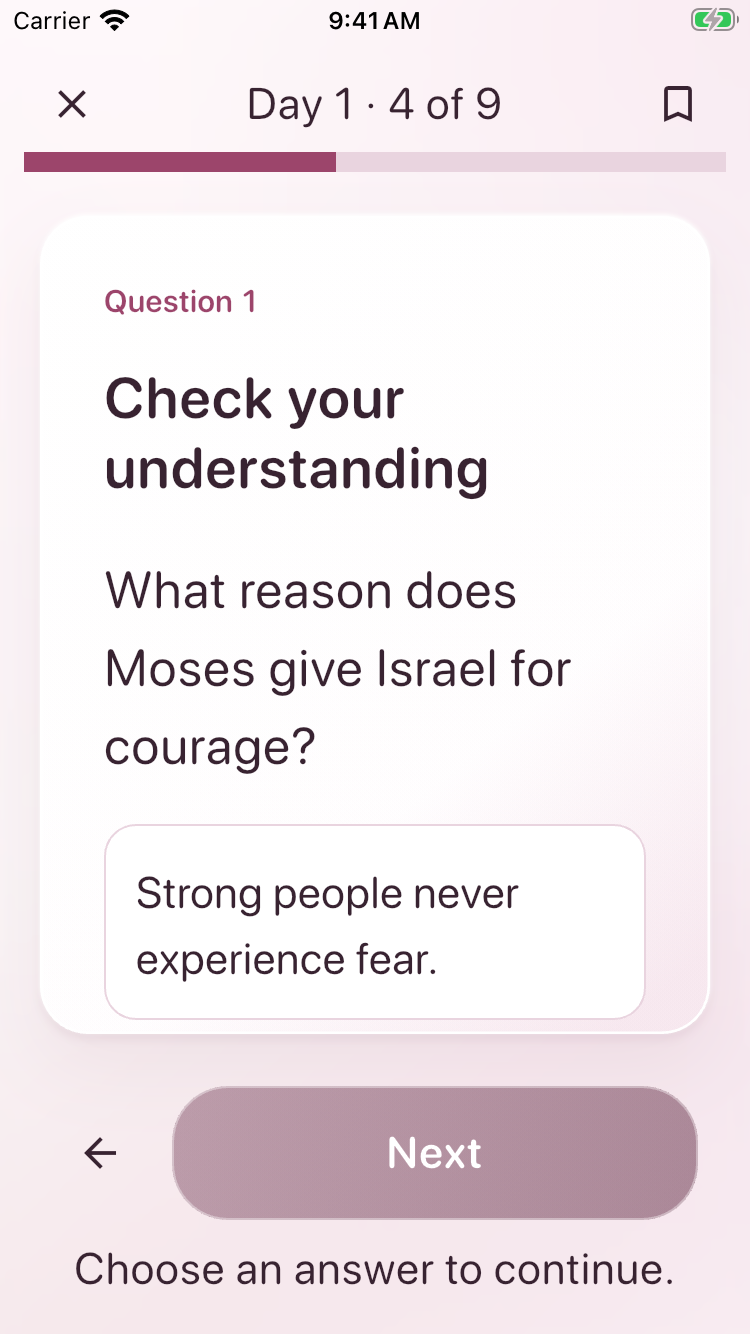 Carrier 9:41 AM
Day 1 · 4 of 9
Question 1
Check your
understanding
What reason does
Moses give Israel for
courage?
Strong people never
experience fear.
Next
Choose an answer to continue.